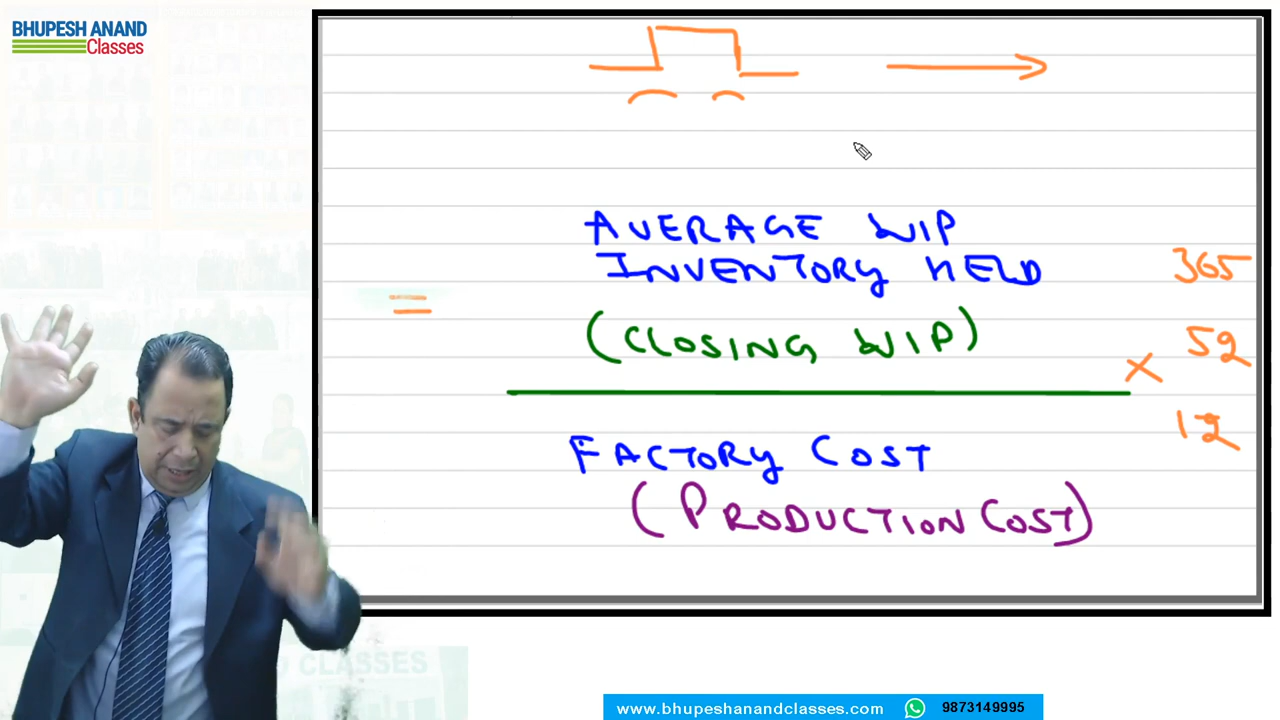 BHUPESH ANAND
Classes
AVERAGE WIP
INVENTORY HELD
365
=
(CLOSING WIP)
52
×
12
FACTORY COST
(PRODUCTION COST)
CLASSES
www.bhupeshanandclasses.com
9873149995